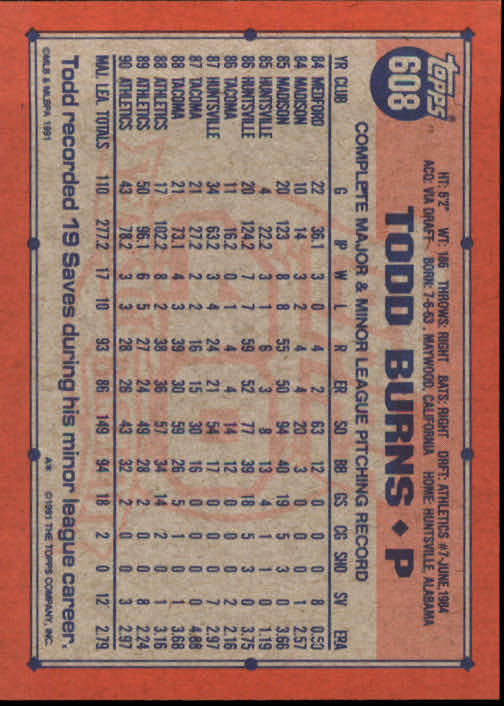 Topps
608
HT: 6'2" WT: 186 THROWS: RIGHT BATS: RIGHT DRFT: ATHLETICS #7-JUNE, 1984
ACQ: VIA DRAFT BORN: 7-6-63, MAYWOOD, CALIFORNIA HOME: HUNTSVILLE, ALABAMA
TODD BURNS ♦ P
COMPLETE MAJOR & MINOR LEAGUE PITCHING RECORD
YR CLUB G IP W L R ER SO BB GS CG SHO SV ERA
84 MEDFORD 22 36.1 3 0 4 2 63 12 8 0.50
84 MADISON 10 14 3 2 4 4 20 3 1 2.57
85 MADISON 20 123 8 8 55 50 94 40 19 5 3 3.66
85 HUNTSVILLE 4 22.2 3 1 6 3 8 13 4 1 1 1.19
86 HUNTSVILLE 20 124.2 7 7 59 52 77 39 18 5 3 0 3.75
86 TACOMA 11 16.2 0 1 4 4 14 12 0 0 0 2 2.16
87 HUNTSVILLE 34 63.2 3 4 24 21 54 17 0 0 0 7 2.97
87 TACOMA 21 27.2 2 2 16 15 30 16 0 0 0 0 4.88
88 TACOMA 21 73.1 4 3 39 30 59 26 5 1 0 1 3.68
88 ATHLETICS 17 102.2 8 2 38 36 57 34 14 2 0 1 3.16
89 ATHLETICS 50 96.1 6 5 27 24 49 28 2 0 0 8 2.24
90 ATHLETICS 43 78.2 3 3 28 26 43 32 2 0 0 3 2.97
MAJ. LEA. TOTALS 110 277.2 17 10 93 86 149 94 18 2 0 12 2.79
Todd recorded 19 Saves during his minor league career.
©MLB & MLBPA 1991 A* ©1991 THE TOPPS COMPANY, INC.